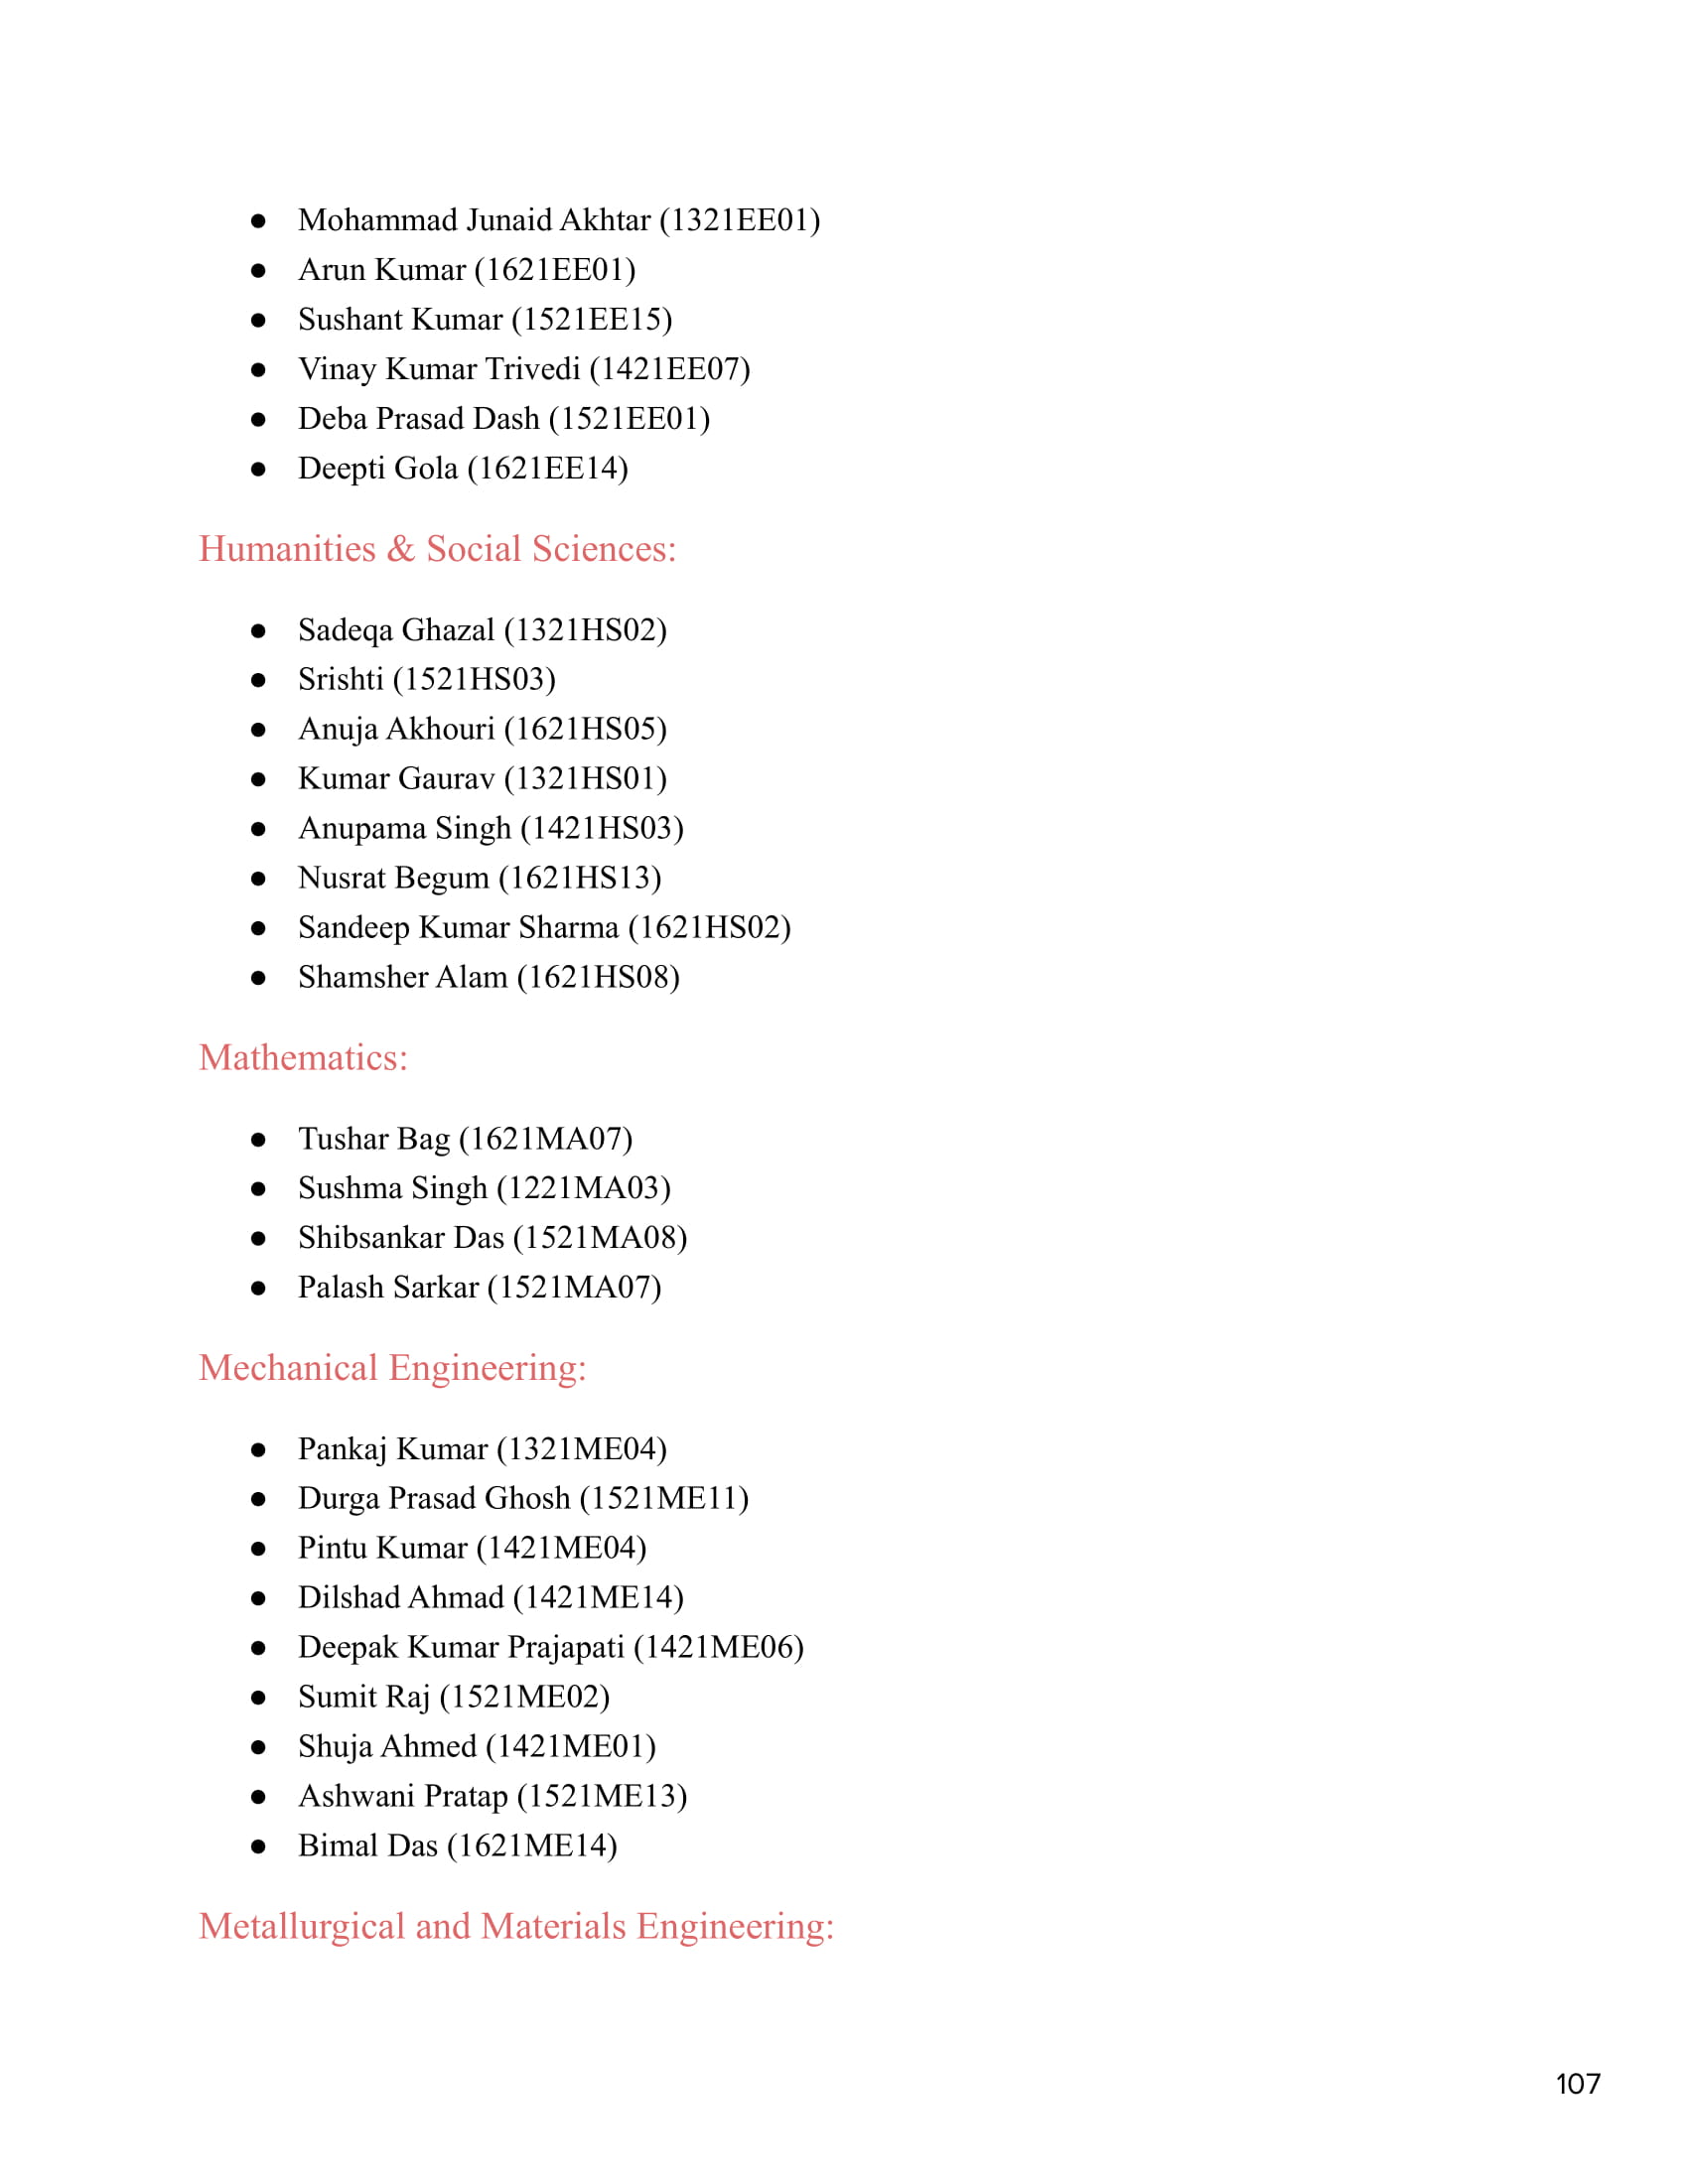 ● Mohammad Junaid Akhtar (1321EE01)
● Arun Kumar (1621EE01)
● Sushant Kumar (1521EE15)
● Vinay Kumar Trivedi (1421EE07)
● Deba Prasad Dash (1521EE01)
● Deepti Gola (1621EE14)
Humanities & Social Sciences:
● Sadeqa Ghazal (1321HS02)
● Srishti (1521HS03)
● Anuja Akhouri (1621HS05)
● Kumar Gaurav (1321HS01)
● Anupama Singh (1421HS03)
● Nusrat Begum (1621HS13)
● Sandeep Kumar Sharma (1621HS02)
● Shamsher Alam (1621HS08)
Mathematics:
● Tushar Bag (1621MA07)
● Sushma Singh (1221MA03)
● Shibsankar Das (1521MA08)
● Palash Sarkar (1521MA07)
Mechanical Engineering:
● Pankaj Kumar (1321ME04)
● Durga Prasad Ghosh (1521ME11)
● Pintu Kumar (1421ME04)
● Dilshad Ahmad (1421ME14)
● Deepak Kumar Prajapati (1421ME06)
● Sumit Raj (1521ME02)
● Shuja Ahmed (1421ME01)
● Ashwani Pratap (1521ME13)
● Bimal Das (1621ME14)
Metallurgical and Materials Engineering:
107